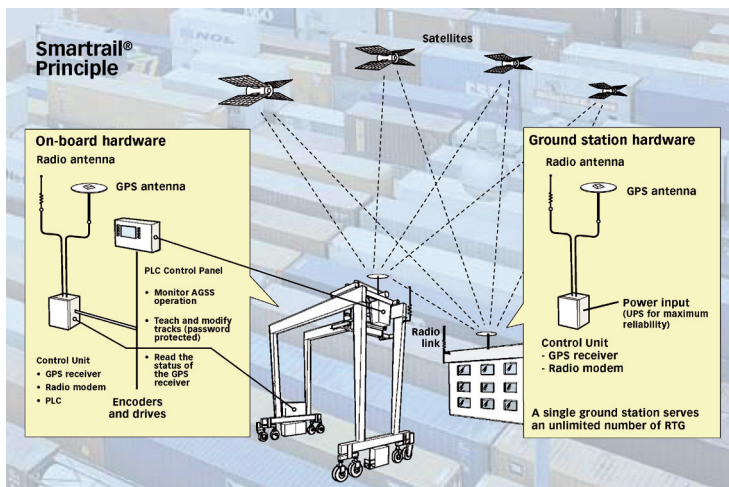 Smartrail®
Principle
Satellites
On-board hardware
Radio antenna
GPS antenna
PLC Control Panel
• Monitor AGSS
operation
• Teach and modify
tracks (password
protected)
• Read the
status of
the GPS
receiver
Control Unit
• GPS receiver
• Radio modem
• PLC
Encoders
and drives
Radio
link
Ground station hardware
Radio antenna
GPS antenna
Power input
(UPS for maximum
reliability)
Control Unit
- GPS receiver
- Radio modem
A single ground station serves
an unlimited number of RTG
NOL